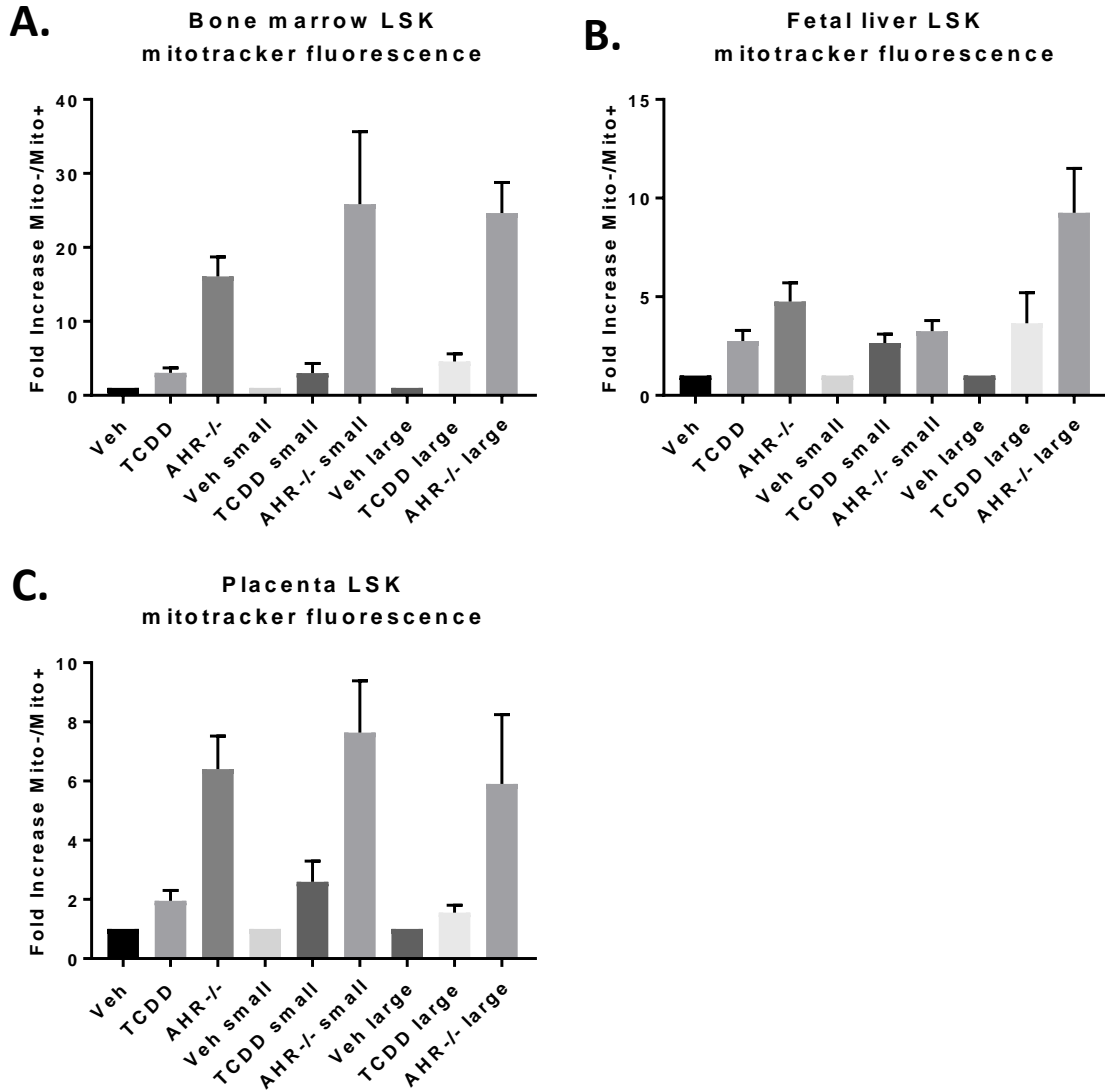 A.
Bone marrow LSK
mitotracker fluorescence
Fold Increase Mito-/Mito+
40
30
20
10
0
Veh
TCDD
AHR-/-
Veh small
TCDD small
AHR-/- small
Veh large
TCDD large
AHR-/- large
B.
Fetal liver LSK
mitotracker fluorescence
Fold Increase Mito-/Mito+
15
10
5
0
Veh
TCDD
AHR-/-
Veh small
TCDD small
AHR-/- small
Veh large
TCDD large
AHR-/- large
C.
Placenta LSK
mitotracker fluorescence
Fold Increase Mito-/Mito+
10
8
6
4
2
0
Veh
TCDD
AHR-/-
Veh small
TCDD small
AHR-/- small
Veh large
TCDD large
AHR-/- large